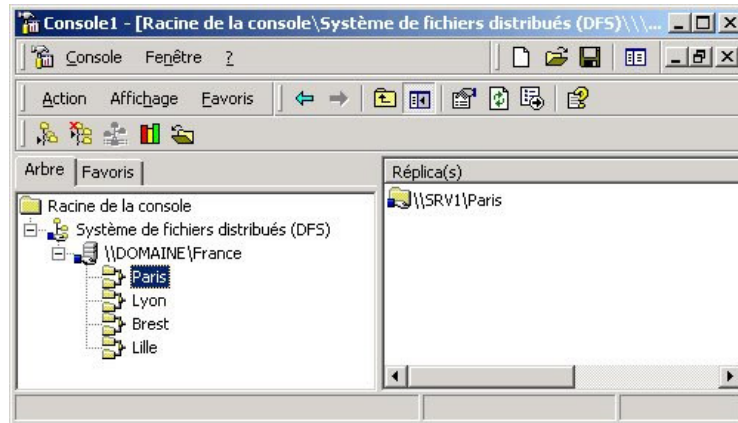 Console1 - [Racine de la console\Système de fichiers distribués (DFS)\\\...
Console Fenêtre ?
Action Affichage Favoris
Arbre Favoris
Réplica(s)
Racine de la console
\\SRV1\Paris
Système de fichiers distribués (DFS)
\\DOMAINE\France
Paris
Lyon
Brest
Lille